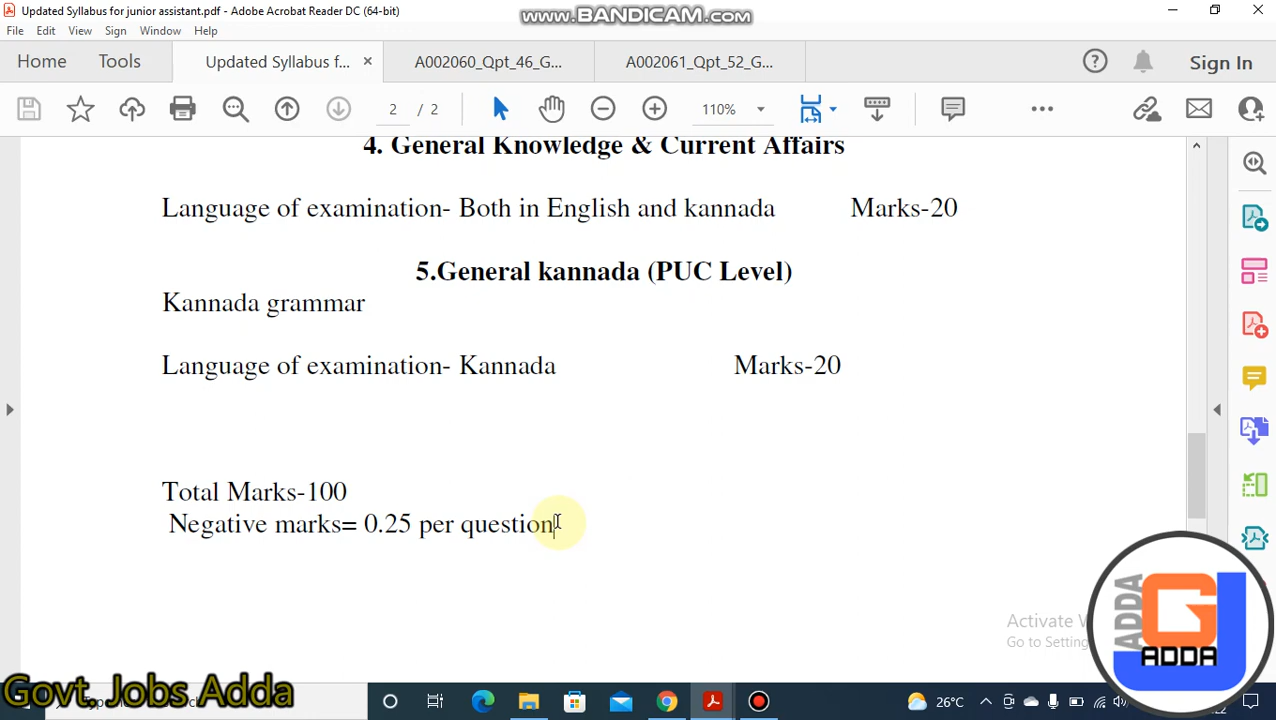 Updated Syllabus for junior assistant.pdf - Adobe Acrobat Reader DC (64-bit)
www.BANDICAM.com
File Edit View Sign Window Help
Home Tools Updated Syllabus f... × A002060_Qpt_46_G... A002061_Qpt_52_G... Sign In
2 / 2 110%
4. General Knowledge & Current Affairs
Language of examination- Both in English and kannada Marks-20
5.General kannada (PUC Level)
Kannada grammar
Language of examination- Kannada Marks-20
Total Marks-100
Negative marks= 0.25 per question
Activate
Go to Setting
ADDA
GJ
ADDA
Govt. Jobs Adda
26°C